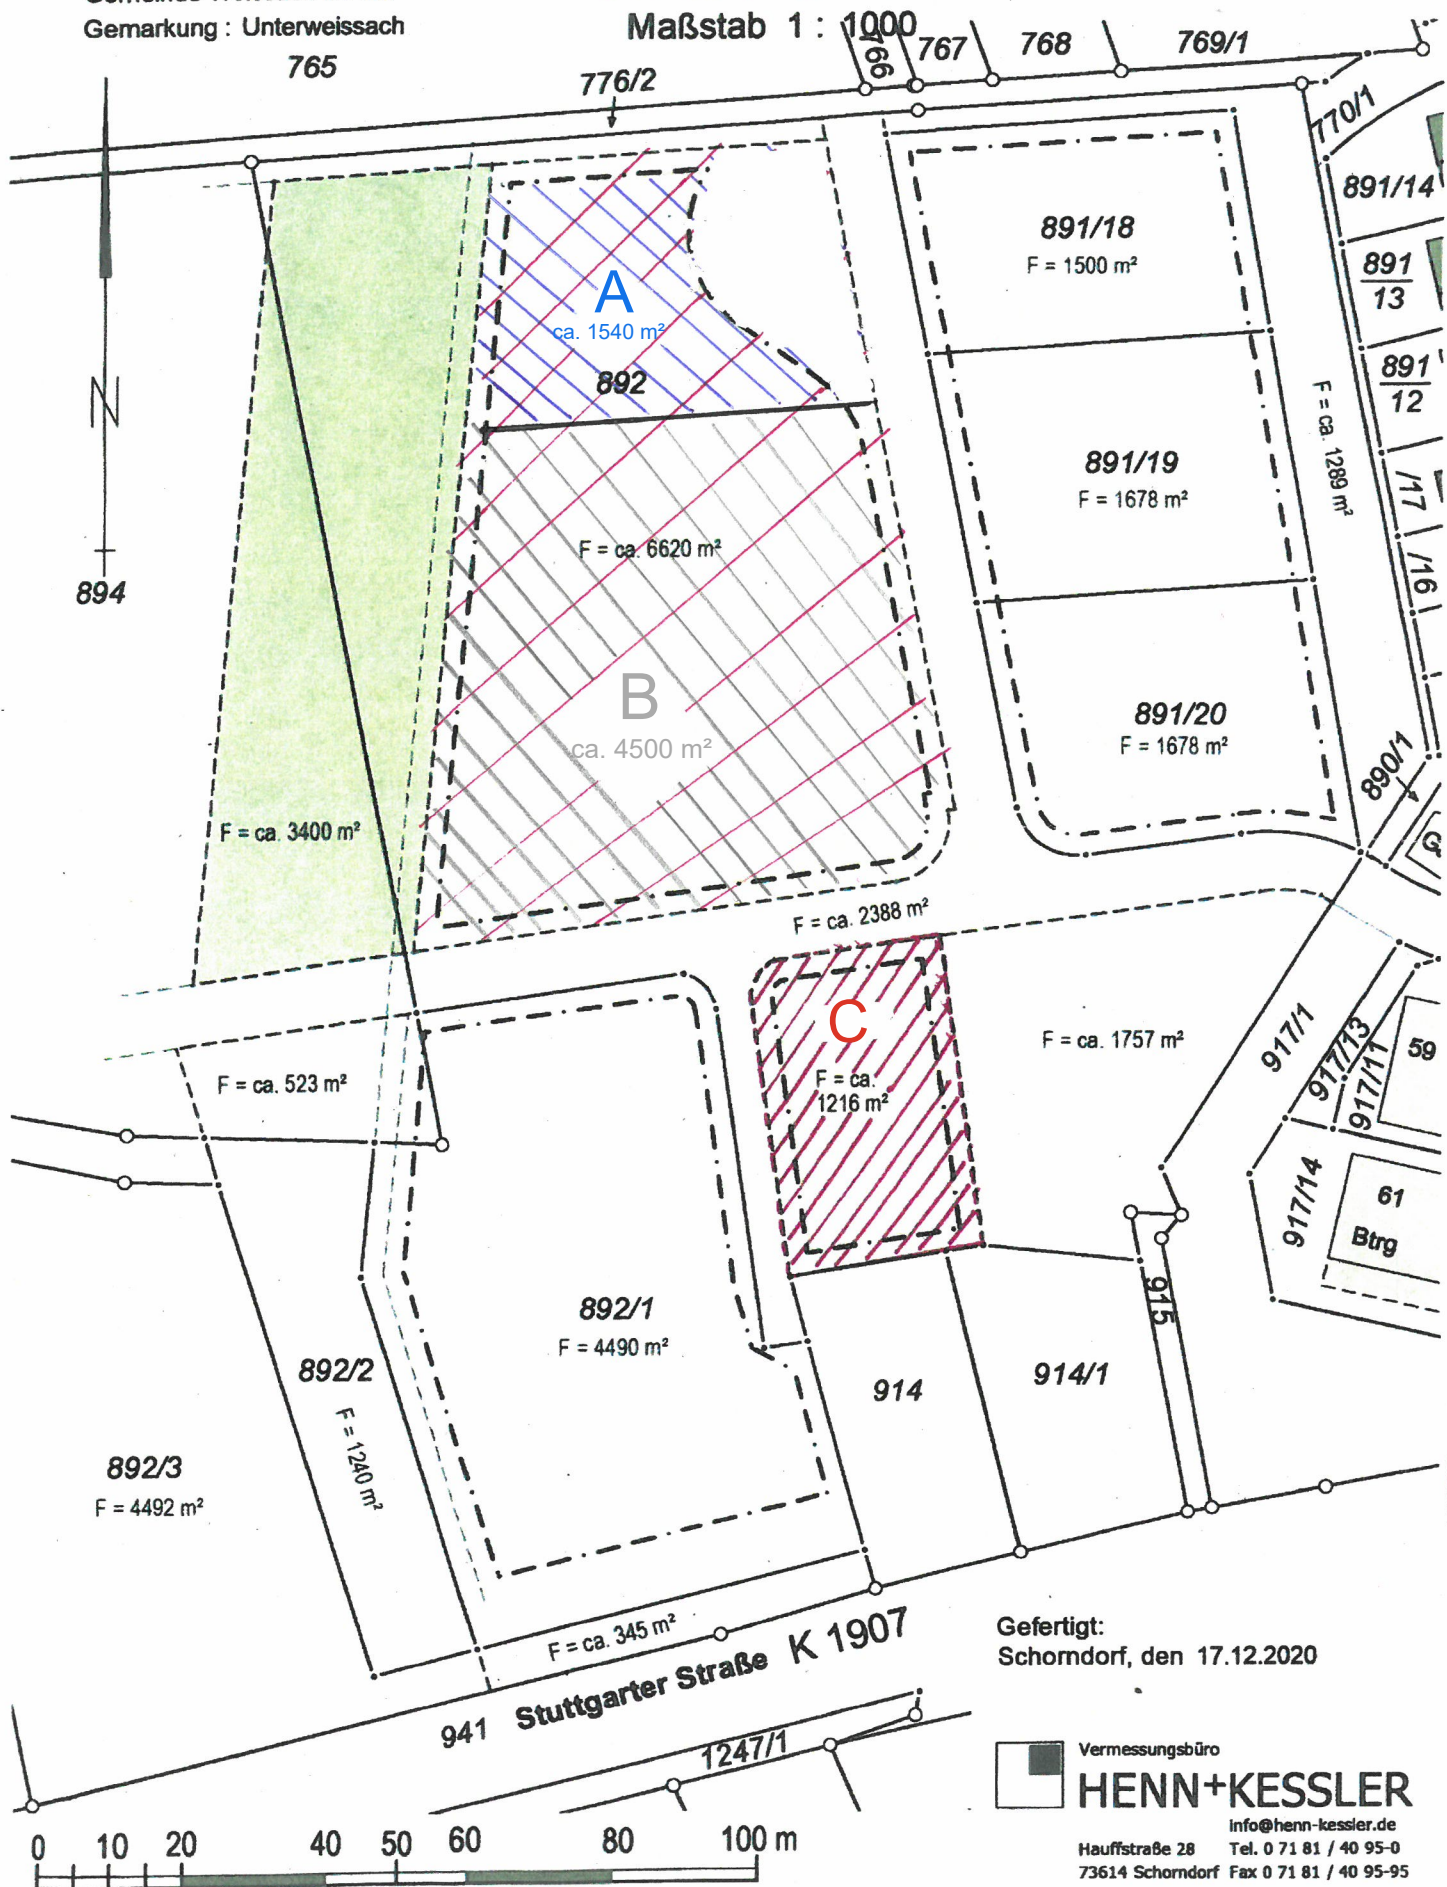 Gemarkung : Unterweissach
Maßstab 1 : 1000
765
776/2
766
767
768
769/1
770/1
891/14
891
13
891
12
/17
/16
891/18
F = 1500 m²
A
ca. 1540 m²
892
N
894
F = ca. 1289 m²
891/19
F = 1678 m²
F = ca. 6620 m²
B
ca. 4500 m²
891/20
F = 1678 m²
890/1
F = ca. 3400 m²
F = ca. 2388 m²
C
F = ca.
1216 m²
F = ca. 1757 m²
917/1
917/13
917/11
59
F = ca. 523 m²
917/14
61
Btrg
915
892/1
F = 4490 m²
892/2
F = 1240 m²
914
914/1
892/3
F = 4492 m²
F = ca. 345 m²
941 Stuttgarter Straße K 1907
1247/1
Gefertigt:
Schorndorf, den 17.12.2020
Vermessungsbüro
HENN+KESSLER
info@henn-kessler.de
Hauffstraße 28 Tel. 0 71 81 / 40 95-0
73614 Schorndorf Fax 0 71 81 / 40 95-95
0 10 20 40 50 60 80 100 m